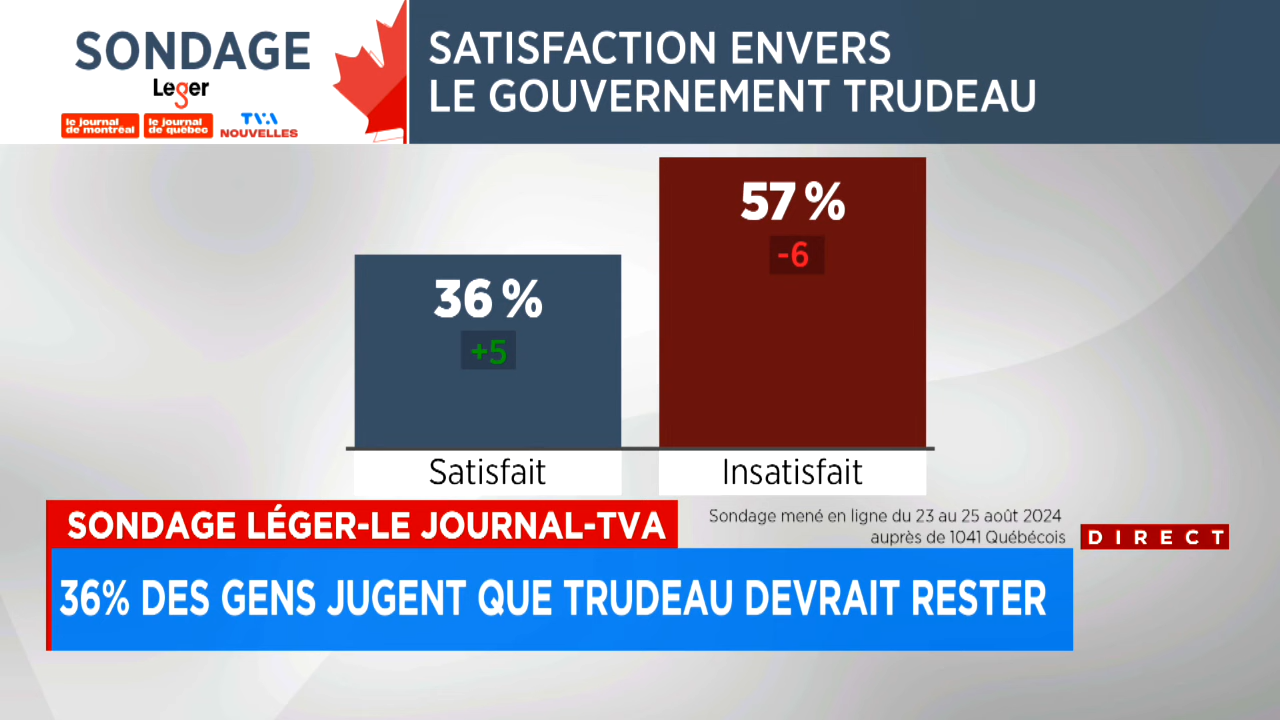 SONDAGE
Leger
le journal de montréal
le journal de québec
TVA NOUVELLES
SATISFACTION ENVERS
LE GOUVERNEMENT TRUDEAU
57 %
-6
36 %
+5
Satisfait
Insatisfait
SONDAGE LÉGER-LE JOURNAL-TVA
Sondage mené en ligne du 23 au 25 août 2024
auprès de 1041 Québécois
DIRECT
36% DES GENS JUGENT QUE TRUDEAU DEVRAIT RESTER